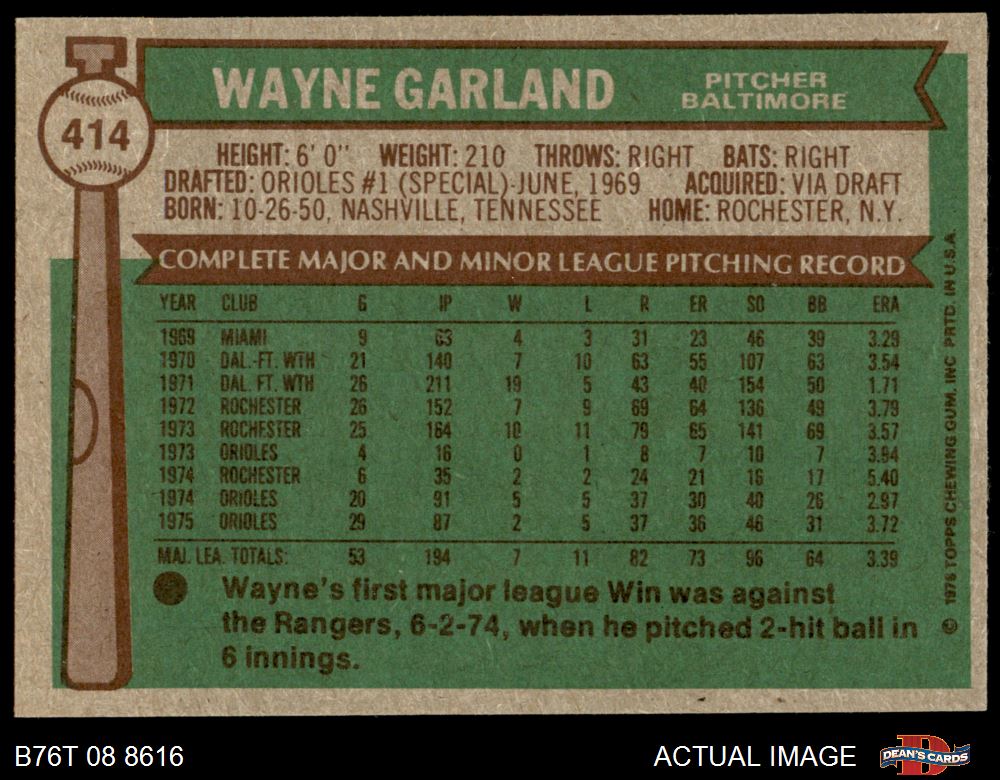 414
WAYNE GARLAND
PITCHER
BALTIMORE
HEIGHT: 6' 0" WEIGHT: 210 THROWS: RIGHT BATS: RIGHT
DRAFTED: ORIOLES #1 (SPECIAL)-JUNE, 1969 ACQUIRED: VIA DRAFT
BORN: 10-26-50, NASHVILLE, TENNESSEE HOME: ROCHESTER, N.Y.
COMPLETE MAJOR AND MINOR LEAGUE PITCHING RECORD
YEAR CLUB G IP W L R ER SO BB ERA
1969 MIAMI 9 63 4 3 31 23 46 39 3.29
1970 DAL.-FT. WTH 21 140 7 10 63 55 107 63 3.54
1971 DAL. FT. WTH 26 211 19 5 43 40 154 50 1.71
1972 ROCHESTER 26 152 7 9 69 64 136 49 3.79
1973 ROCHESTER 25 164 10 11 79 65 141 69 3.57
1973 ORIOLES 4 16 0 1 8 7 10 7 3.94
1974 ROCHESTER 6 35 2 2 24 21 16 17 5.40
1974 ORIOLES 20 91 5 5 37 30 40 26 2.97
1975 ORIOLES 29 87 2 5 37 36 46 31 3.72
MAJ. LEA. TOTALS: 53 194 7 11 82 73 96 64 3.39
Wayne's first major league Win was against
the Rangers, 6-2-74, when he pitched 2-hit ball in
6 innings.
© 1976 TOPPS CHEWING GUM, INC PRTD. IN U.S.A.
B76T 08 8616
ACTUAL IMAGE
D
DEAN'S CARDS